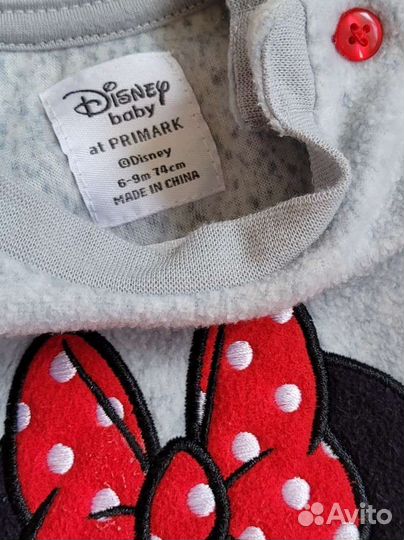 Disney
baby
at PRIMARK
©Disney
6-9m 74cm
MADE IN CHINA
Avito